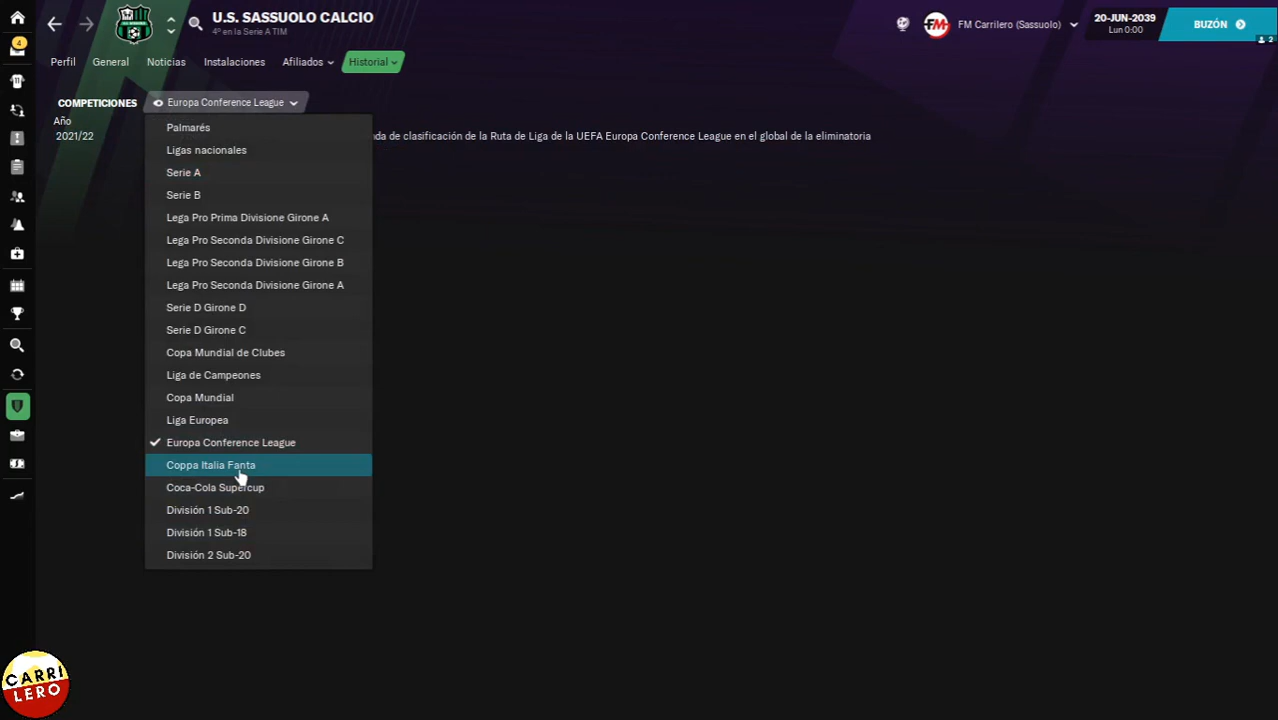 U.S. SASSUOLO CALCIO
4º en la Serie A TIM
FM Carrilero (Sassuolo)
20-JUN-2039
Lun 0:00
BUZÓN
2
4
Perfil
General
Noticias
Instalaciones
Afiliados
Historial
COMPETICIONES
Europa Conference League
Año
2021/22
da de clasificación de la Ruta de Liga de la UEFA Europa Conference League en el global de la eliminatoria
Palmarés
Ligas nacionales
Serie A
Serie B
Lega Pro Prima Divisione Girone A
Lega Pro Seconda Divisione Girone C
Lega Pro Seconda Divisione Girone B
Lega Pro Seconda Divisione Girone A
Serie D Girone D
Serie D Girone C
Copa Mundial de Clubes
Liga de Campeones
Copa Mundial
Liga Europea
Europa Conference League
Coppa Italia Fanta
Coca-Cola Supercup
División 1 Sub-20
División 1 Sub-18
División 2 Sub-20
CARRI
LERO